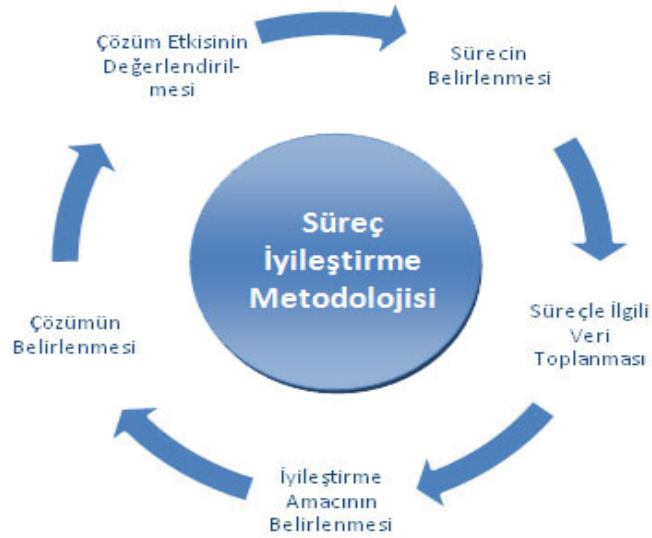 Çözüm Etkisinin
Değerlendiril-
mesi
Sürecin
Belirlenmesi
Süreç
İyileştirme
Metodolojisi
Süreçle İlgili
Veri
Toplanması
İyileştirme
Amacının
Belirlenmesi
Çözümün
Belirlenmesi